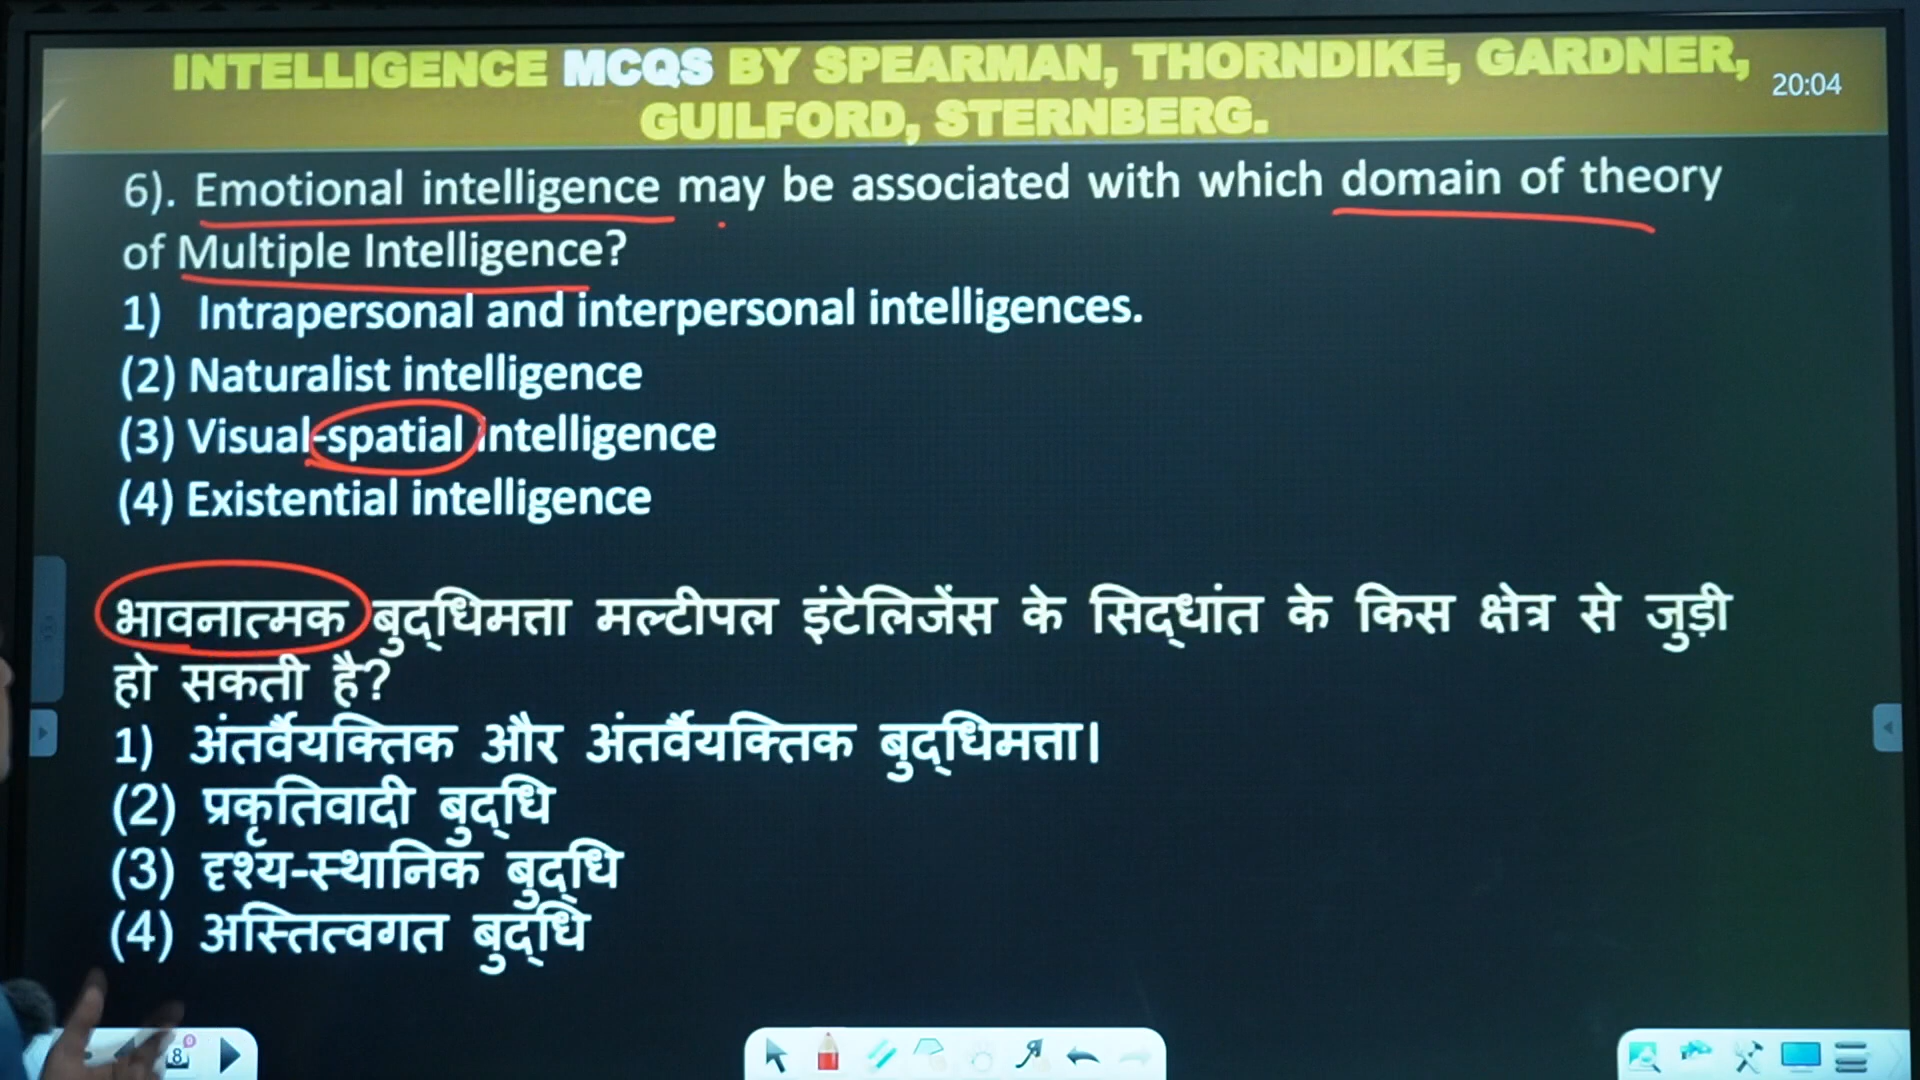 INTELLIGENCE MCQS BY SPEARMAN, THORNDIKE, GARDNER,
GUILFORD, STERNBERG.
20:04
6). Emotional intelligence may be associated with which domain of theory
of Multiple Intelligence?
1) Intrapersonal and interpersonal intelligences.
(2) Naturalist intelligence
(3) Visual-spatial intelligence
(4) Existential intelligence
भावनात्मक बुद्धिमत्ता मल्टीपल इंटेलिजेंस के सिद्धांत के किस क्षेत्र से जुड़ी
हो सकती है?
1) अंतर्वैयक्तिक और अंतर्वैयक्तिक बुद्धिमत्ता।
(2) प्रकृतिवादी बुद्धि
(3) दृश्य-स्थानिक बुद्धि
(4) अस्तित्वगत बुद्धि
8